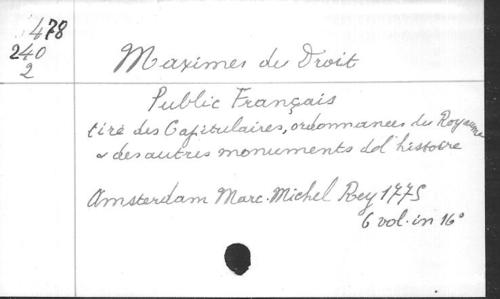 478
240
2
Maximes du Droit
Public Français
tiré des Capitulaires, ordonnances du Royaume
& des autres monuments del'histoire
Amsterdam Marc. Michel Rey 1775
6 vol. in 16°